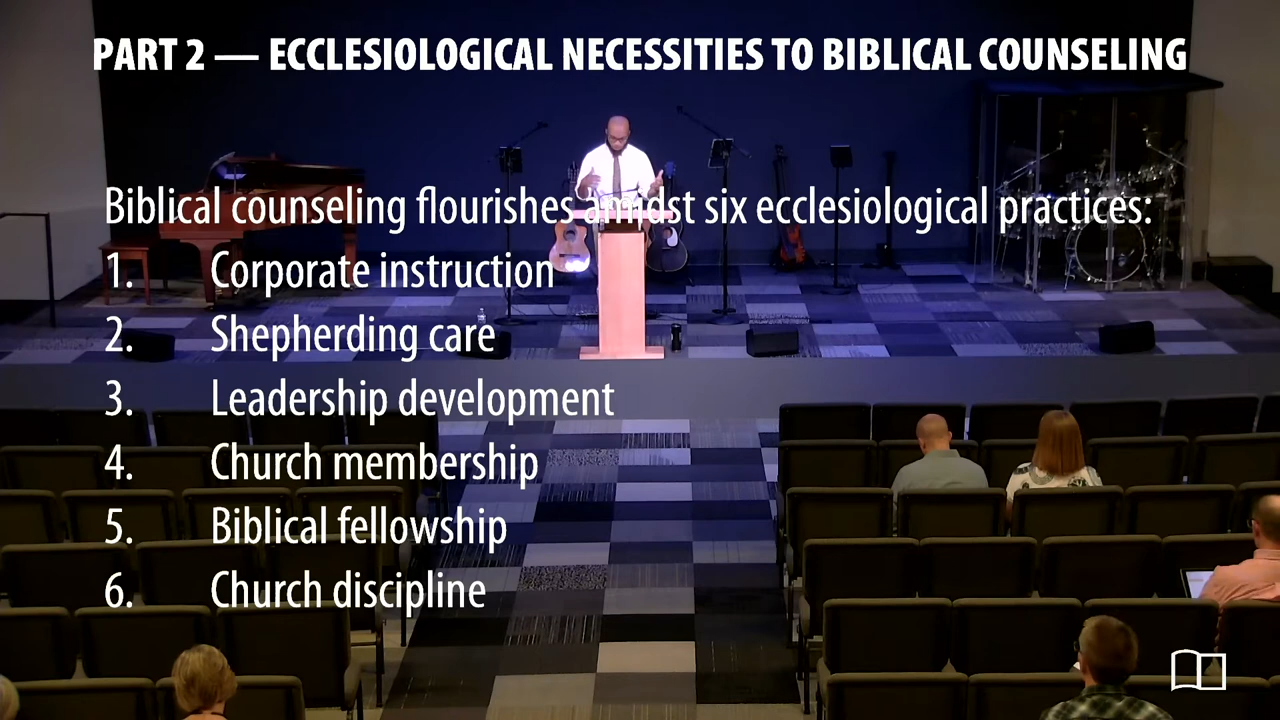 PART 2 — ECCLESIOLOGICAL NECESSITIES TO BIBLICAL COUNSELING
Biblical counseling flourishes amidst six ecclesiological practices:
1. Corporate instruction
2. Shepherding care
3. Leadership development
4. Church membership
5. Biblical fellowship
6. Church discipline